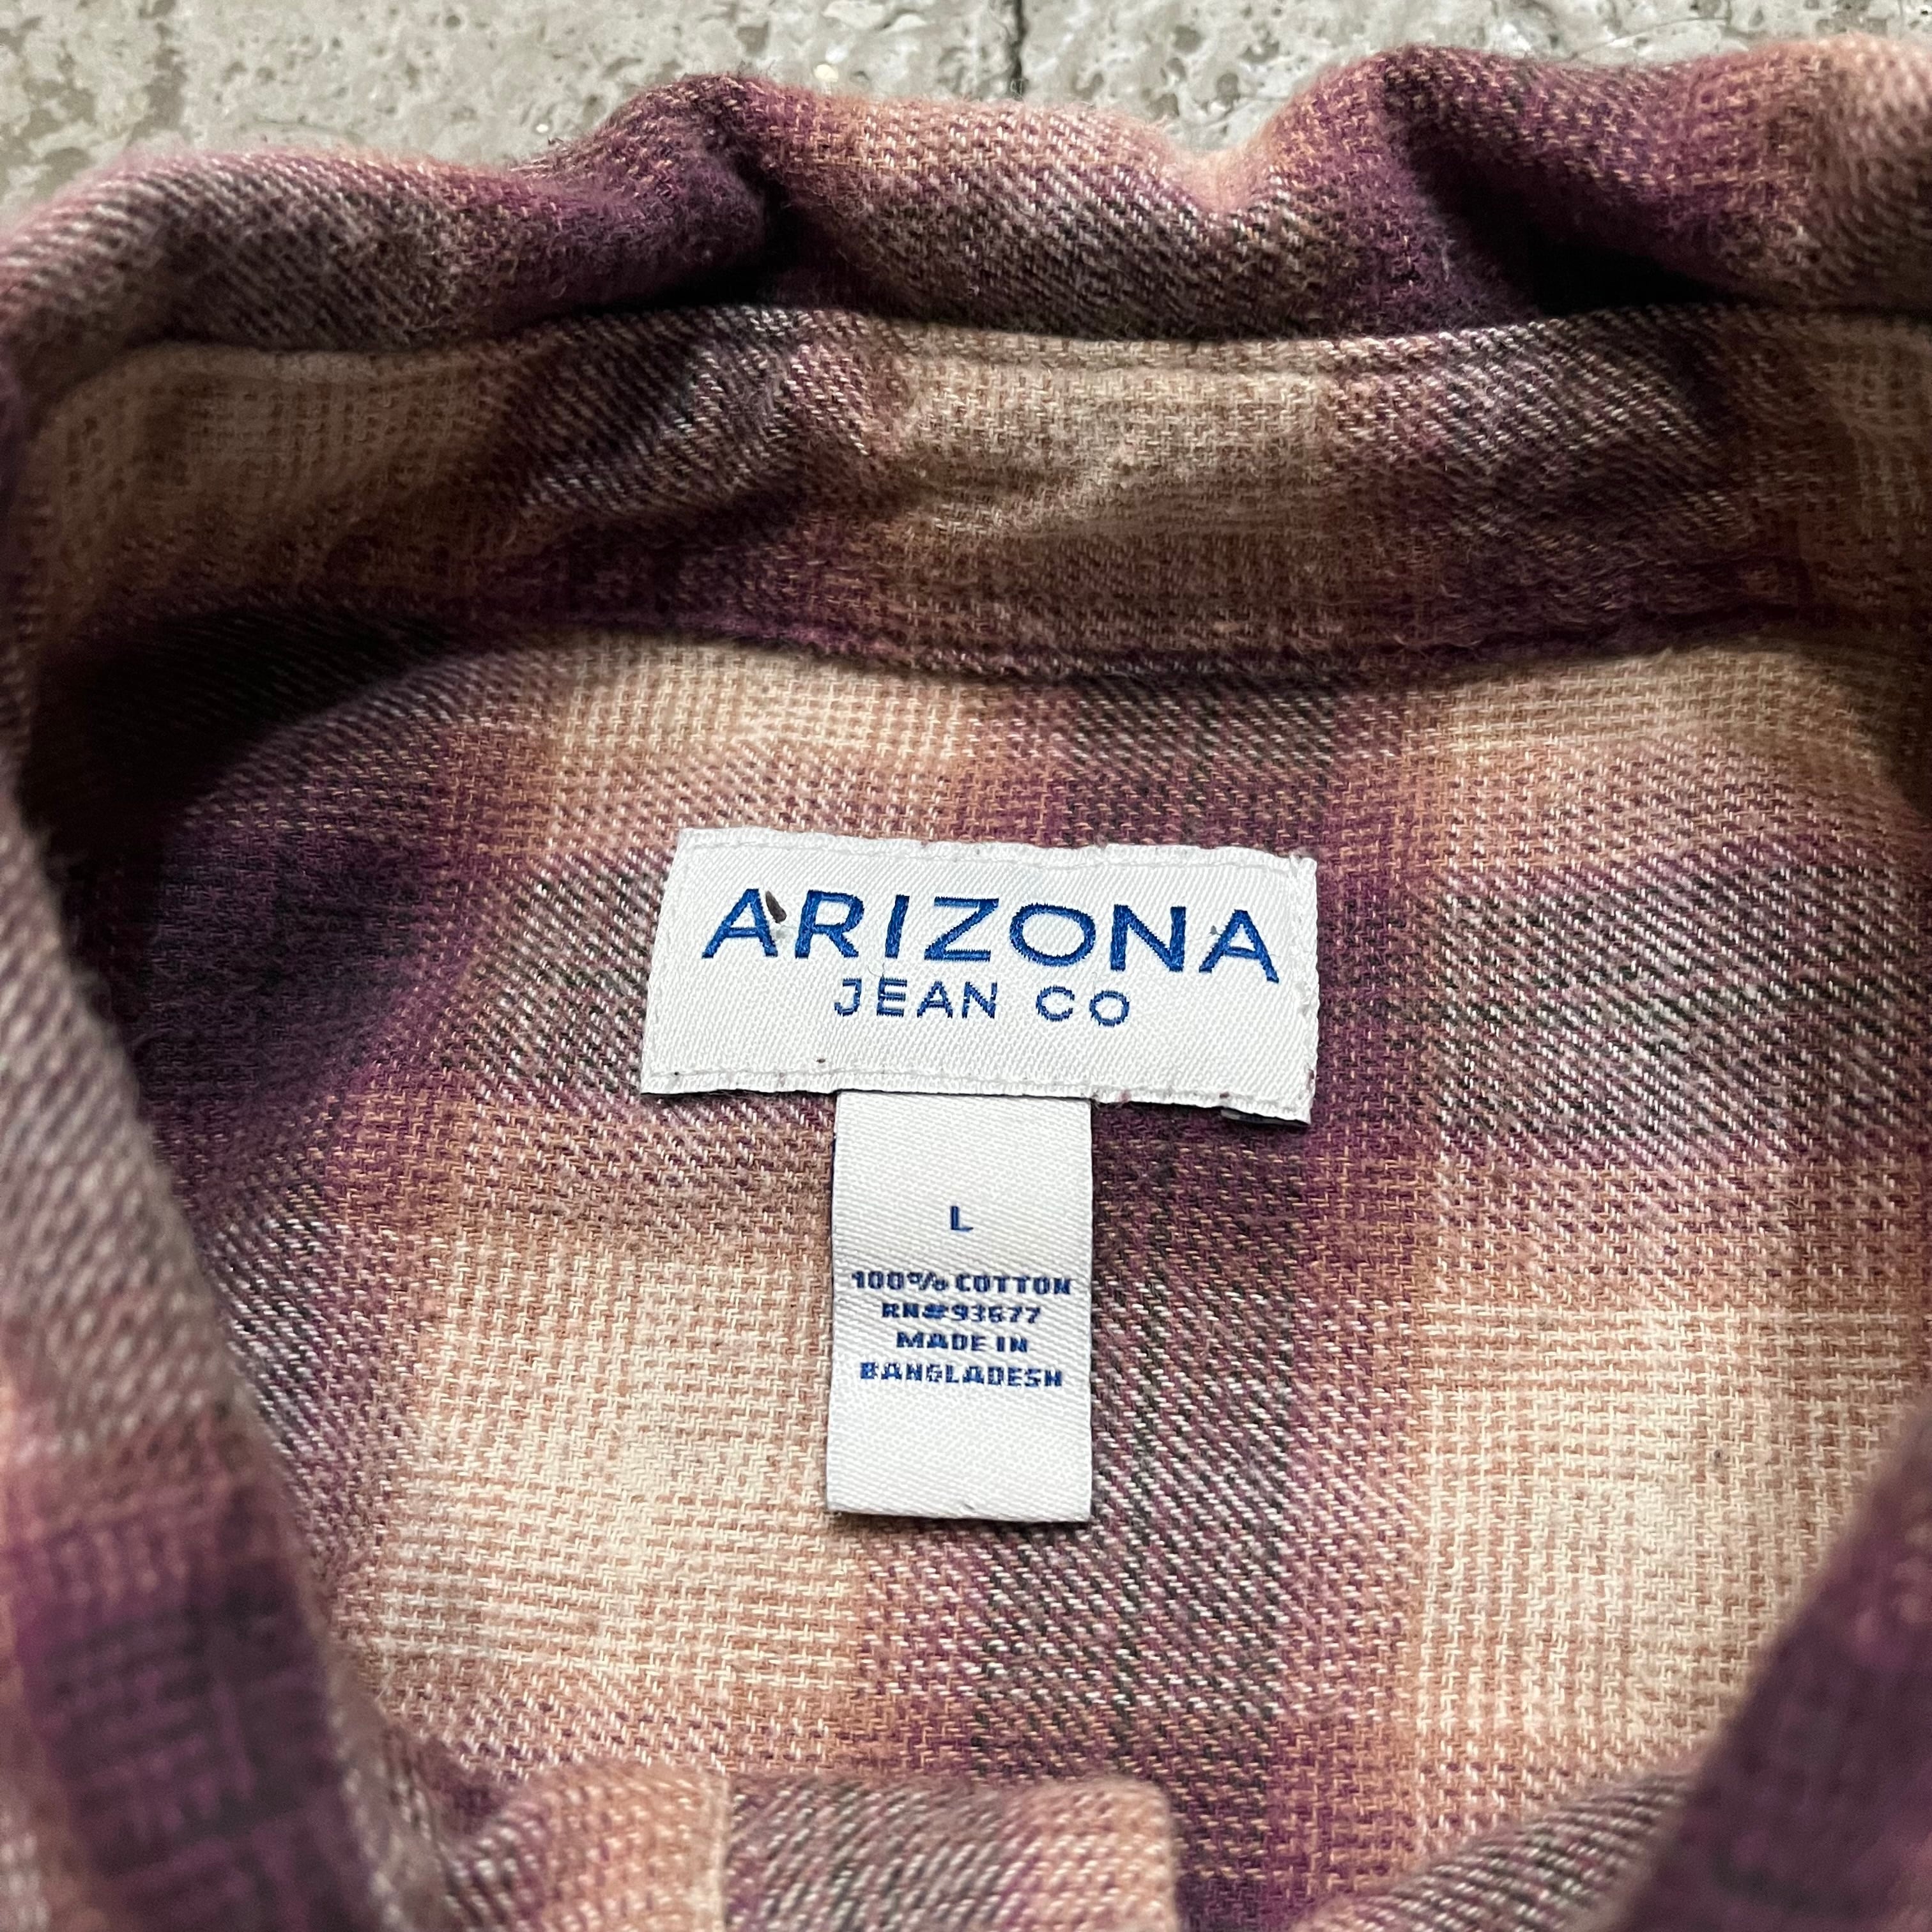 ARIZONA
JEAN CO
L
100% COTTON
RN#93677
MADE IN
BANGLADESH